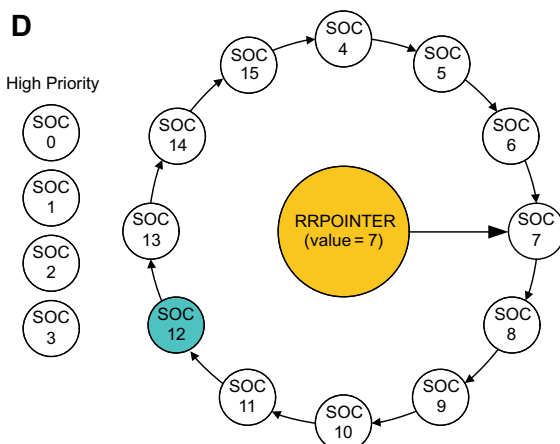 D
High Priority
SOC
0
SOC
1
SOC
2
SOC
3
SOC
4
SOC
5
SOC
6
SOC
7
SOC
8
SOC
9
SOC
10
SOC
11
SOC
12
SOC
13
SOC
14
SOC
15
RRPOINTER
(value = 7)